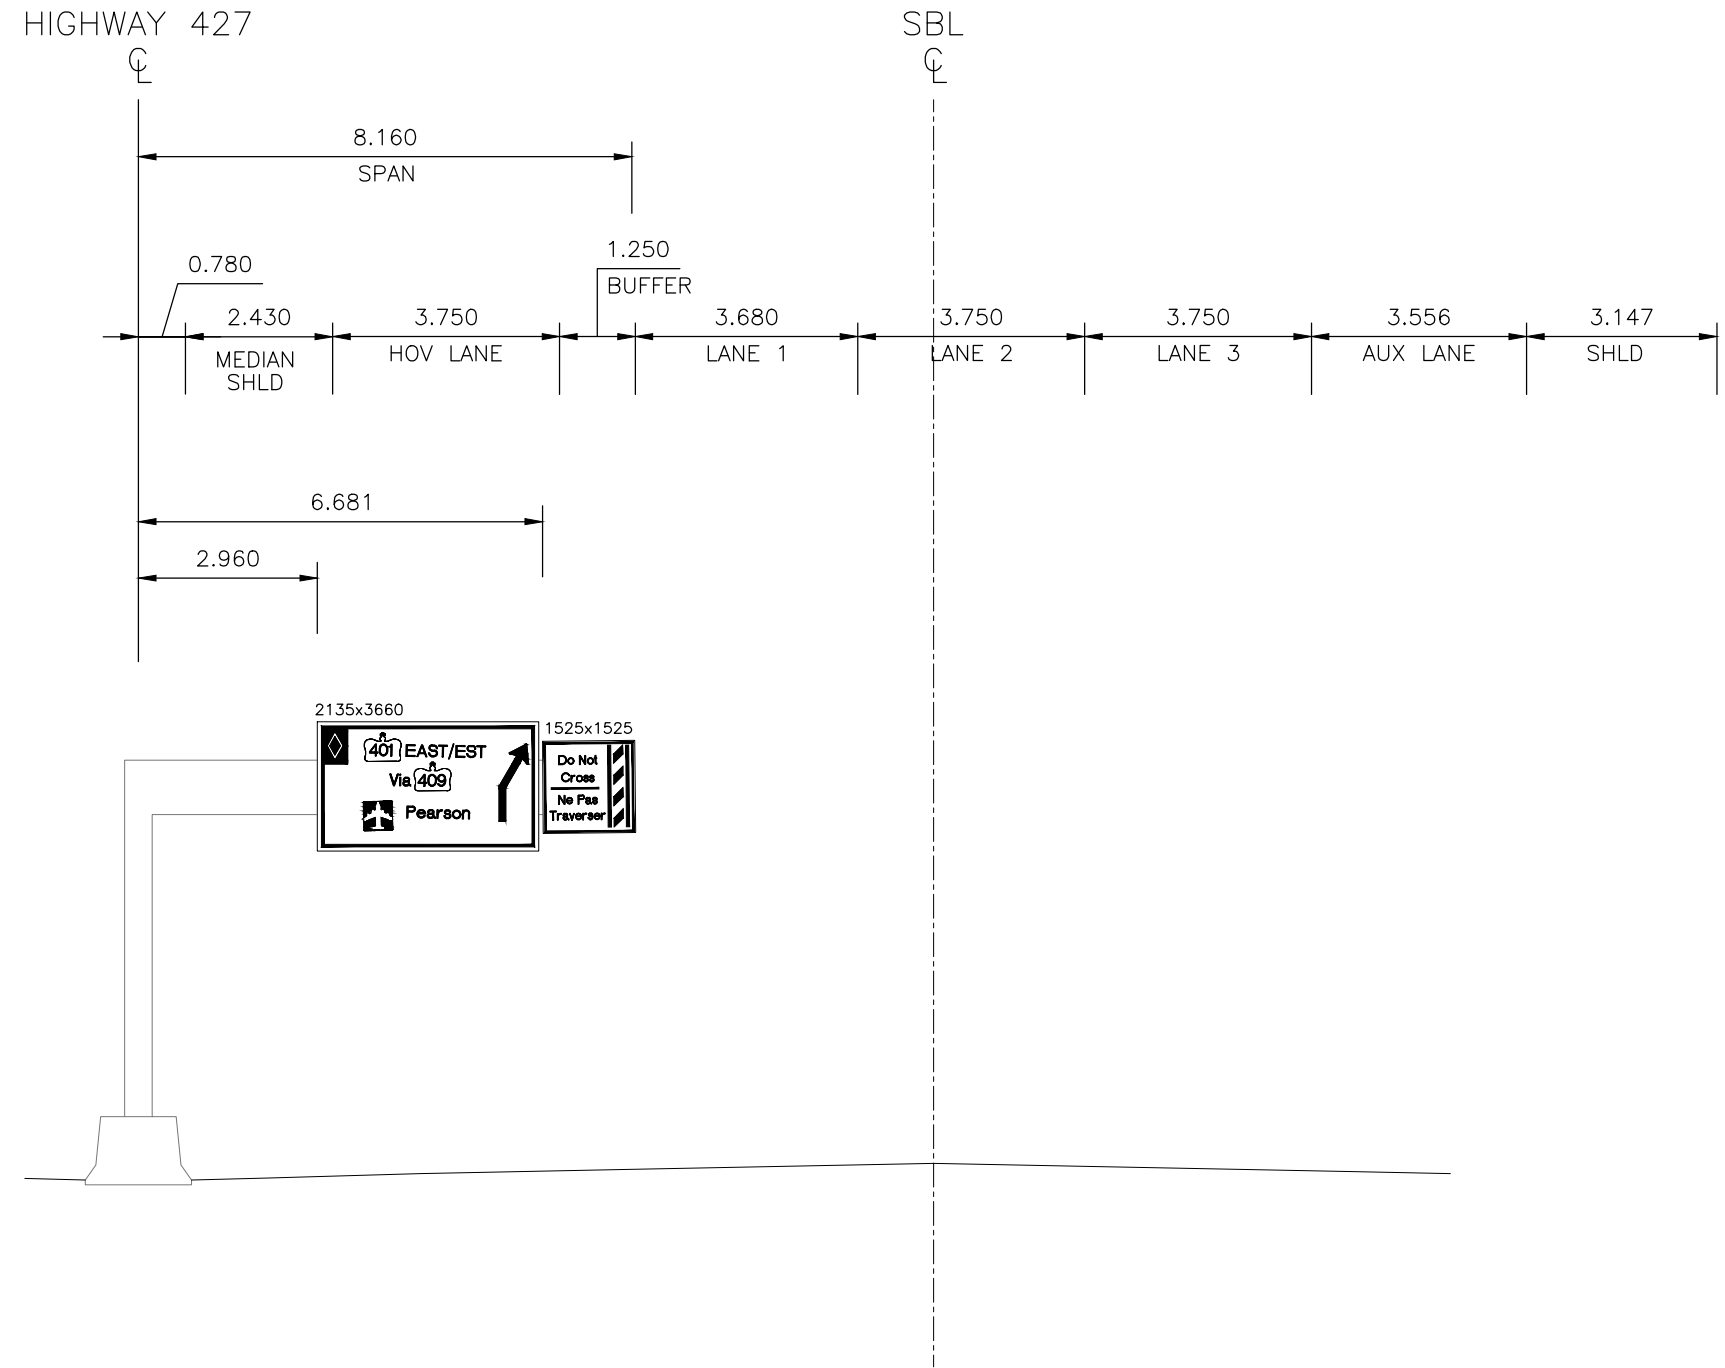 HIGHWAY 427
SBL
℄
℄
8.160
SPAN
1.250
BUFFER
0.780
2.430
MEDIAN
SHLD
3.750
HOV LANE
3.680
LANE 1
3.750
LANE 2
3.750
LANE 3
3.556
AUX LANE
3.147
SHLD
6.681
2.960
2135x3660
401 EAST/EST
Via 409
Pearson
1525x1525
Do Not
Cross
Ne Pas
Traverser